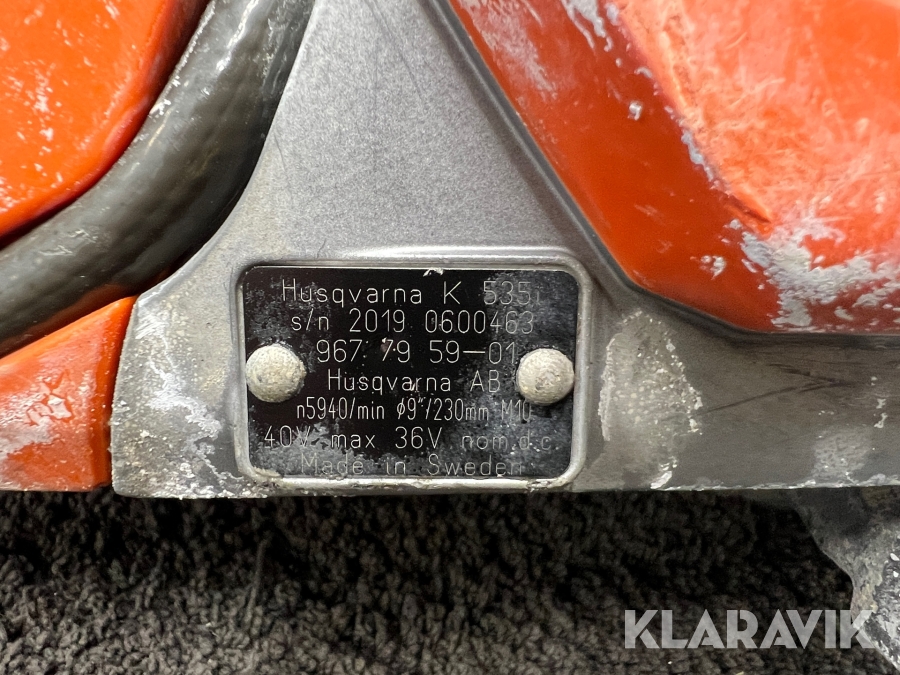 Husqvarna K 535i
s/n 2019 0600463
967 79 59-01
Husqvarna AB
n5940/min ø9"/230mm M10
40V max 36V nom.d.c
Made in Sweden
KLARAVIK